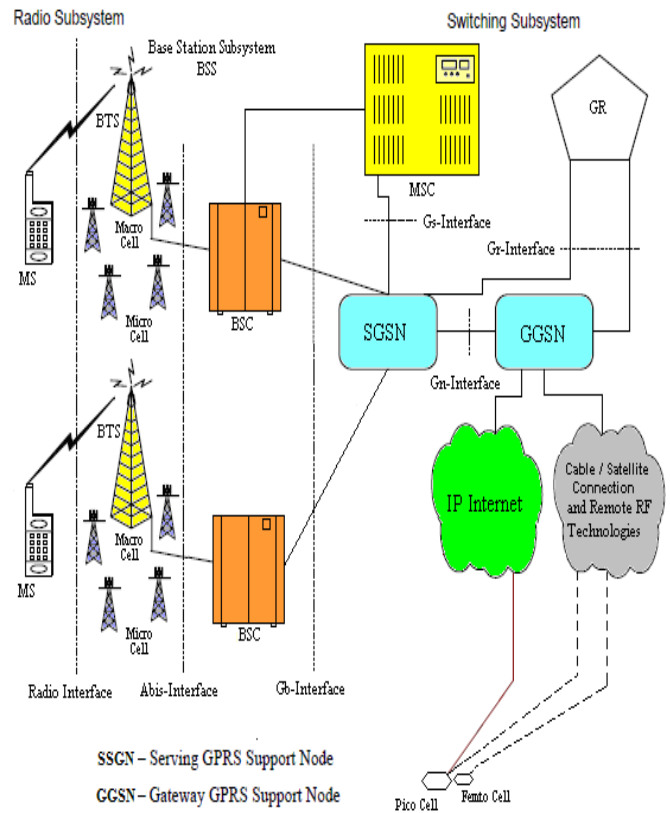 Radio Subsystem
Switching Subsystem
Base Station Subsystem
BSS
BTS
MS
Macro
Cell
Micro
Cell
BSC
MSC
GR
Gs-Interface
Gr-Interface
SGSN
GGSN
Gn-Interface
BTS
MS
Macro
Cell
Micro
Cell
BSC
IP Internet
Cable / Satellite
Connection
and Remote RF
Technologies
Radio Interface
Abis-Interface
Gb-Interface
SSGN – Serving GPRS Support Node
GGSN – Gateway GPRS Support Node
Pico Cell
Femto Cell